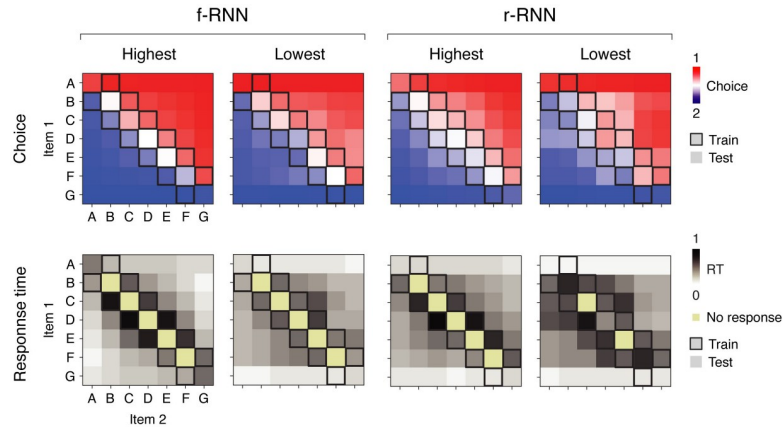 f-RNN
r-RNN
Highest
Lowest
Highest
Lowest
Choice
Item 1
A
B
C
D
E
F
G
A B C D E F G
1
Choice
2
Train
Test
Responnse time
Item 1
A
B
C
D
E
F
G
A B C D E F G
Item 2
1
RT
0
No response
Train
Test